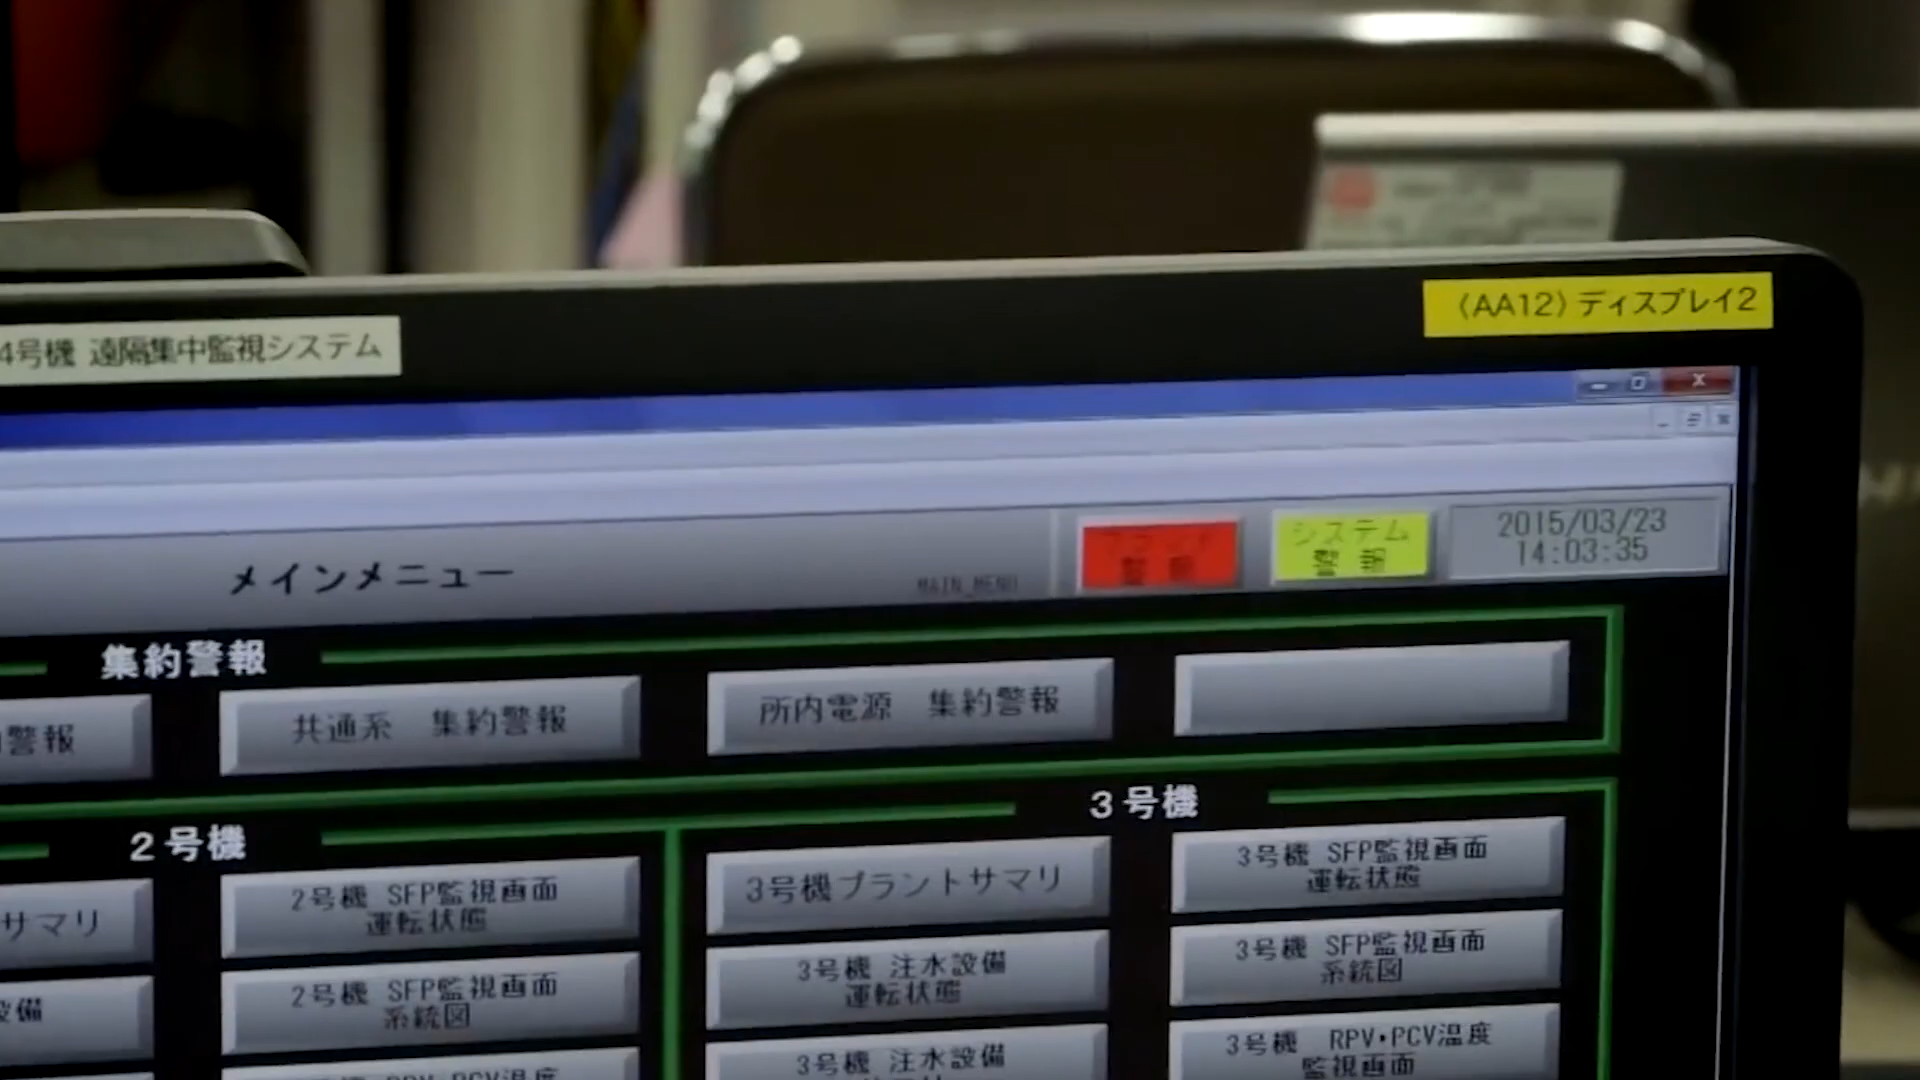 4号機 遠隔集中監視システム
(AA12) ディスプレイ2
メインメニュー
MAIN_MENU
システム
警報
2015/03/23
14:03:35
警報
集約警報
警報
共通系 集約警報
所内電源 集約警報
2号機
3号機
サマリ
2号機 SFP監視画面
運転状態
3号機プラントサマリ
3号機 SFP監視画面
運転状態
設備
2号機 SFP監視画面
系統図
3号機 注水設備
運転状態
3号機 SFP監視画面
系統図
3号機 注水設備
3号機 RPV・PCV温度
監視画面